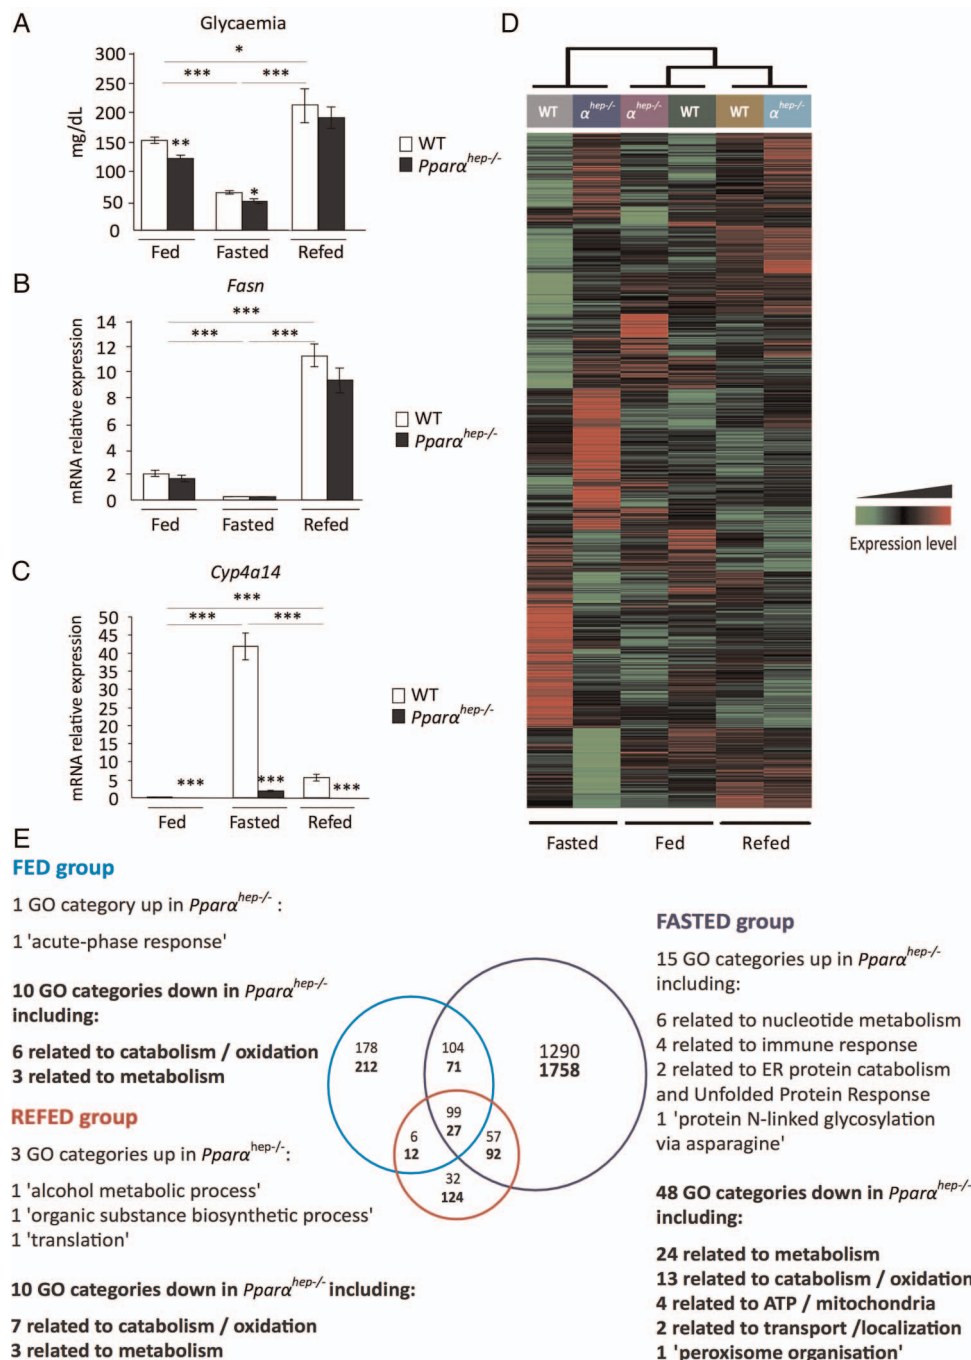 A
Glycaemia
*
***
***
300
250
200
150
100
50
0
mg/dL
**
*
Fed
Fasted
Refed
WT
Pparα^hep-/-
B
Fasn
***
***
***
14
12
10
8
6
4
2
0
mRNA relative expression
Fed
Fasted
Refed
WT
Pparα^hep-/-
C
Cyp4a14
***
***
***
50
45
40
35
30
25
20
15
10
5
0
mRNA relative expression
***
***
***
Fed
Fasted
Refed
WT
Pparα^hep-/-
D
WT
α^hep-/-
α^hep-/-
WT
WT
α^hep-/-
Expression level
Fasted
Fed
Refed
E
FED group
1 GO category up in Pparα^hep-/- :
1 'acute-phase response'
10 GO categories down in Pparα^hep-/-
including:
6 related to catabolism / oxidation
3 related to metabolism
REFED group
3 GO categories up in Pparα^hep-/-:
1 'alcohol metabolic process'
1 'organic substance biosynthetic process'
1 'translation'
10 GO categories down in Pparα^hep-/- including:
7 related to catabolism / oxidation
3 related to metabolism
178
212
104
71
1290
1758
99
27
6
12
57
92
32
124
FASTED group
15 GO categories up in Pparα^hep-/-
including:
6 related to nucleotide metabolism
4 related to immune response
2 related to ER protein catabolism
and Unfolded Protein Response
1 'protein N-linked glycosylation
via asparagine'
48 GO categories down in Pparα^hep-/-
including:
24 related to metabolism
13 related to catabolism / oxidation
4 related to ATP / mitochondria
2 related to transport /localization
1 'peroxisome organisation'